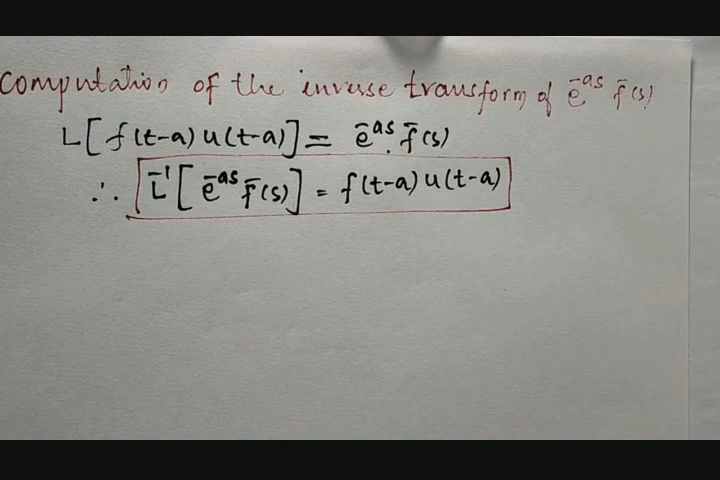 computation of the inverse transform of e^{-as} f̄(s)
L[f(t-a) u(t-a)] = e^{-as} . f̄(s)
∴ L^{-1}[e^{-as} f̄(s)] = f(t-a) u(t-a)